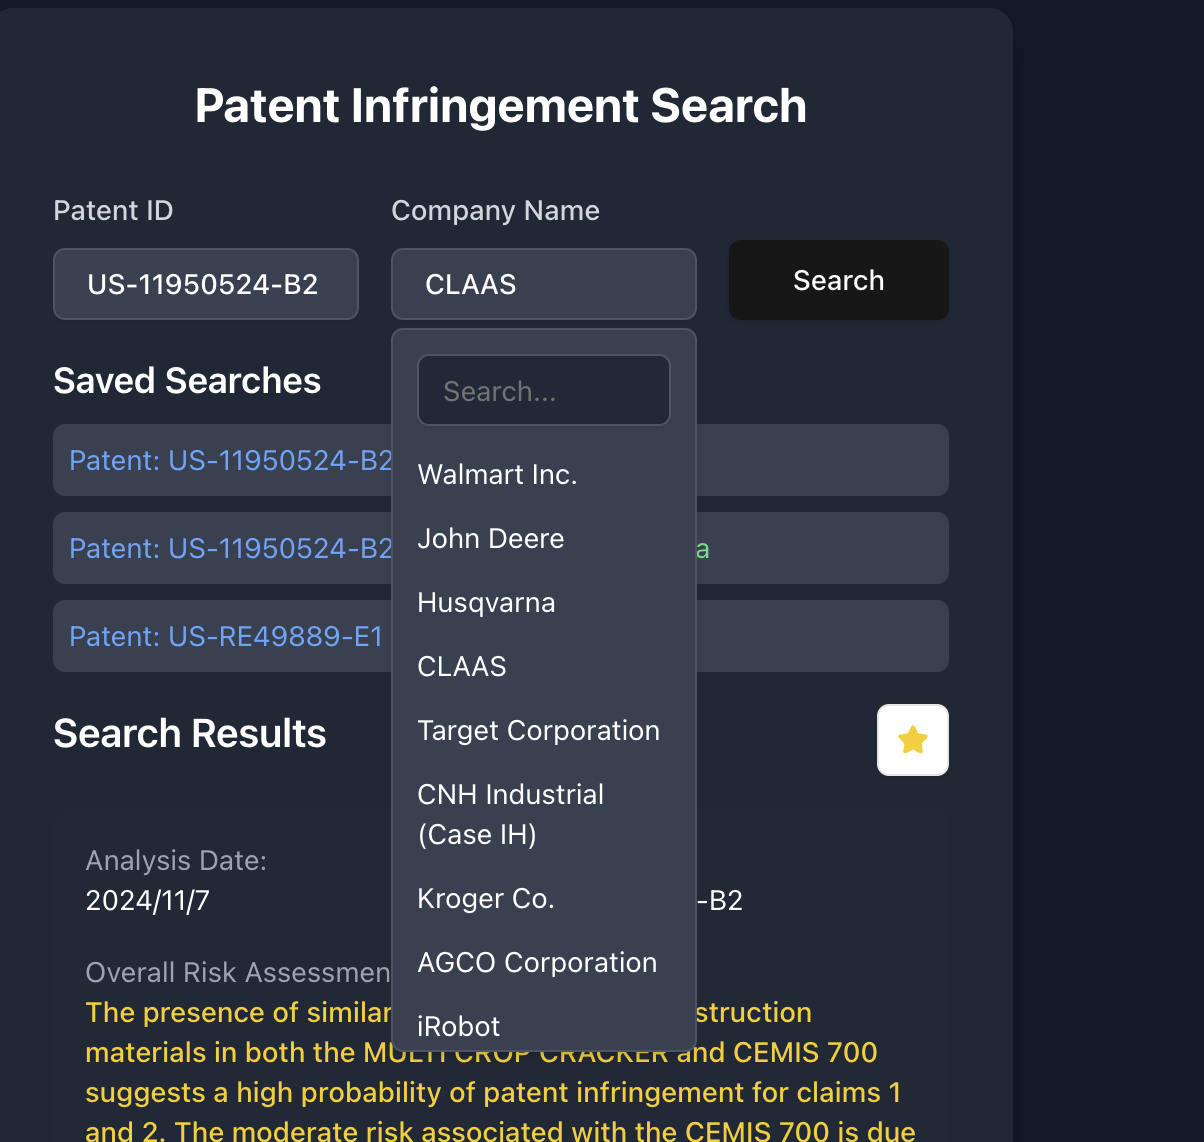 Patent Infringement Search
Patent ID
Company Name
US-11950524-B2
CLAAS
Search
Saved Searches
Search...
Patent: US-11950524-B2
Walmart Inc.
John Deere
Patent: US-11950524-B2
a
Husqvarna
Patent: US-RE49889-E1
CLAAS
Search Results
Target Corporation
CNH Industrial
(Case IH)
Analysis Date:
2024/11/7
Kroger Co.
-B2
AGCO Corporation
Overall Risk Assessmen
The presence of similar
struction
iRobot
materials in both the MULTI CROP CRACKER and CEMIS 700
suggests a high probability of patent infringement for claims 1
and 2. The moderate risk associated with the CEMIS 700 is due